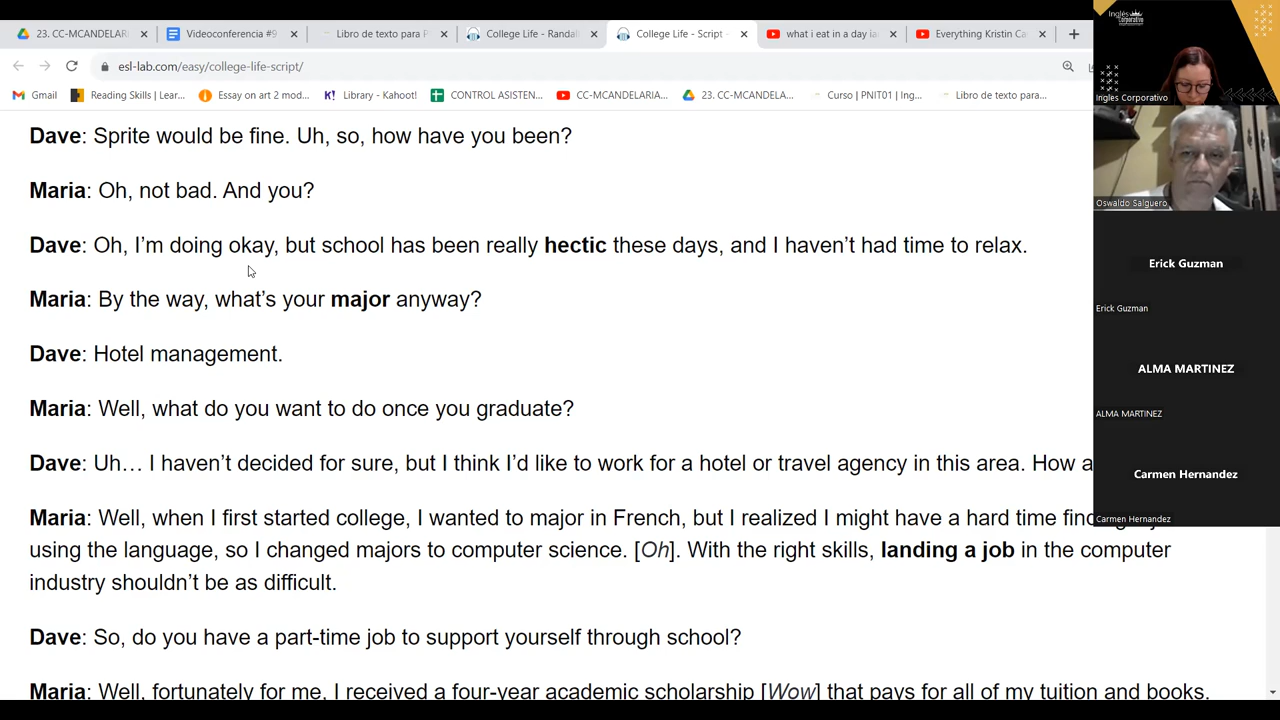 23. CC-MCANDELARI
Videoconferencia #9
Libro de texto para l
College Life - Randal
College Life - Script -
what i eat in a day la
Everything Kristin Ca
esl-lab.com/easy/college-life-script/
Gmail
Reading Skills | Lear...
Essay on art 2 mod...
Library - Kahoot!
CONTROL ASISTEN...
CC-MCANDELARIA...
23. CC-MCANDELA...
Curso | PNIT01 | Ing...
Libro de texto para...
Dave: Sprite would be fine. Uh, so, how have you been?
Maria: Oh, not bad. And you?
Dave: Oh, I'm doing okay, but school has been really hectic these days, and I haven't had time to relax.
Maria: By the way, what's your major anyway?
Dave: Hotel management.
Maria: Well, what do you want to do once you graduate?
Dave: Uh… I haven't decided for sure, but I think I'd like to work for a hotel or travel agency in this area. How a
Maria: Well, when I first started college, I wanted to major in French, but I realized I might have a hard time
using the language, so I changed majors to computer science. [Oh]. With the right skills, landing a job in the computer
industry shouldn't be as difficult.
Dave: So, do you have a part-time job to support yourself through school?
Maria: Well, fortunately for me, I received a four-year academic scholarship [Wow] that pays for all of my tuition and books.
Inglés
Corporativo
Ingles Corporativo
Oswaldo Salguero
Erick Guzman
Erick Guzman
ALMA MARTINEZ
ALMA MARTINEZ
Carmen Hernandez
Carmen Hernandez